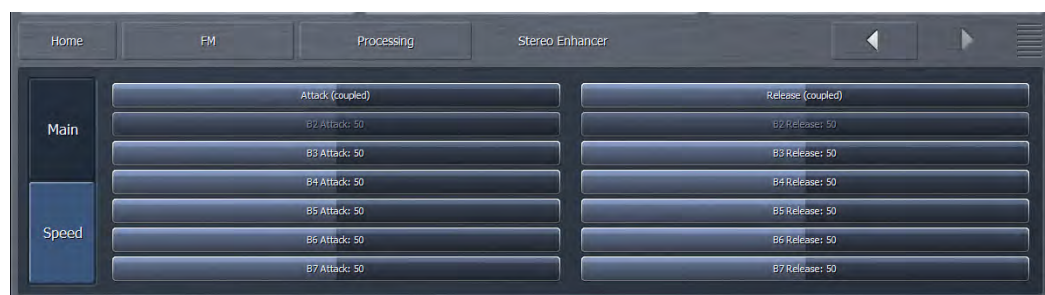 Home FM Processing Stereo Enhancer
Main
Speed
Attack (coupled) Release (coupled)
B2 Attack: 50 B2 Release: 50
B3 Attack: 50 B3 Release: 50
B4 Attack: 50 B4 Release: 50
B5 Attack: 50 B5 Release: 50
B6 Attack: 50 B6 Release: 50
B7 Attack: 50 B7 Release: 50